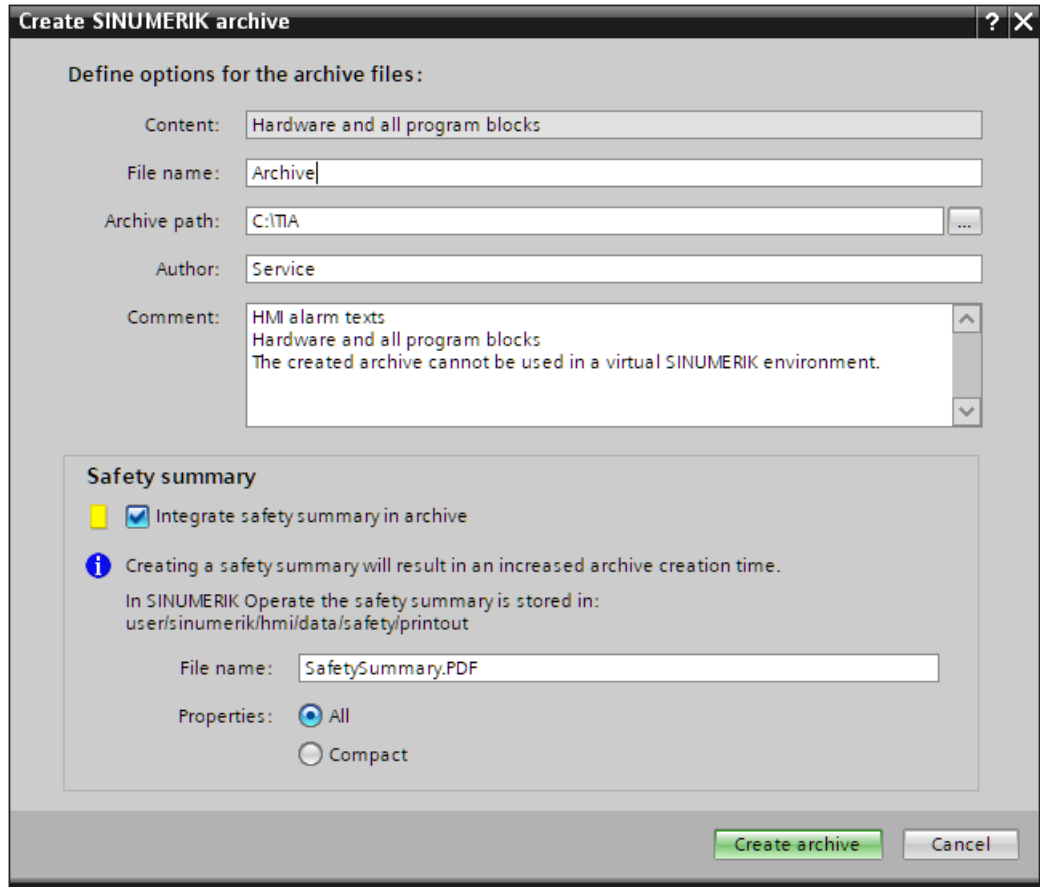 Create SINUMERIK archive ? X
Define options for the archive files:
Content: Hardware and all program blocks
File name: Archive
Archive path: C:\TIA ...
Author: Service
Comment: HMI alarm texts
Hardware and all program blocks
The created archive cannot be used in a virtual SINUMERIK environment.
Safety summary
Integrate safety summary in archive
i Creating a safety summary will result in an increased archive creation time.
In SINUMERIK Operate the safety summary is stored in:
user/sinumerik/hmi/data/safety/printout
File name: SafetySummary.PDF
Properties: All
Compact
Create archive Cancel